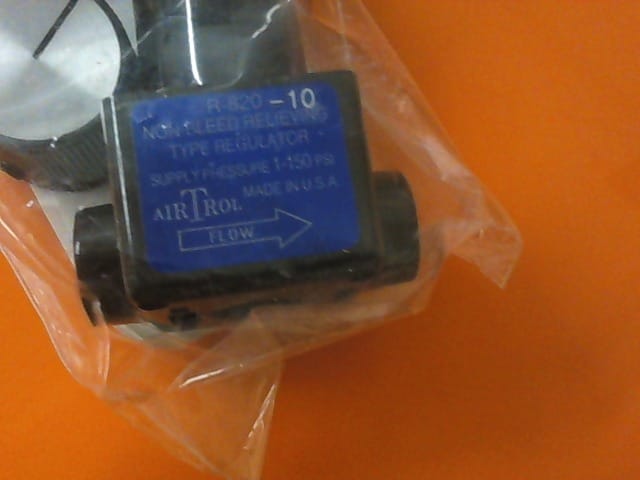 R-820 -10
NON BLEED RELIEVING
TYPE REGULATOR
SUPPLY PRESSURE 1-150 PSI
AIRTROL MADE IN U.S.A.
FLOW